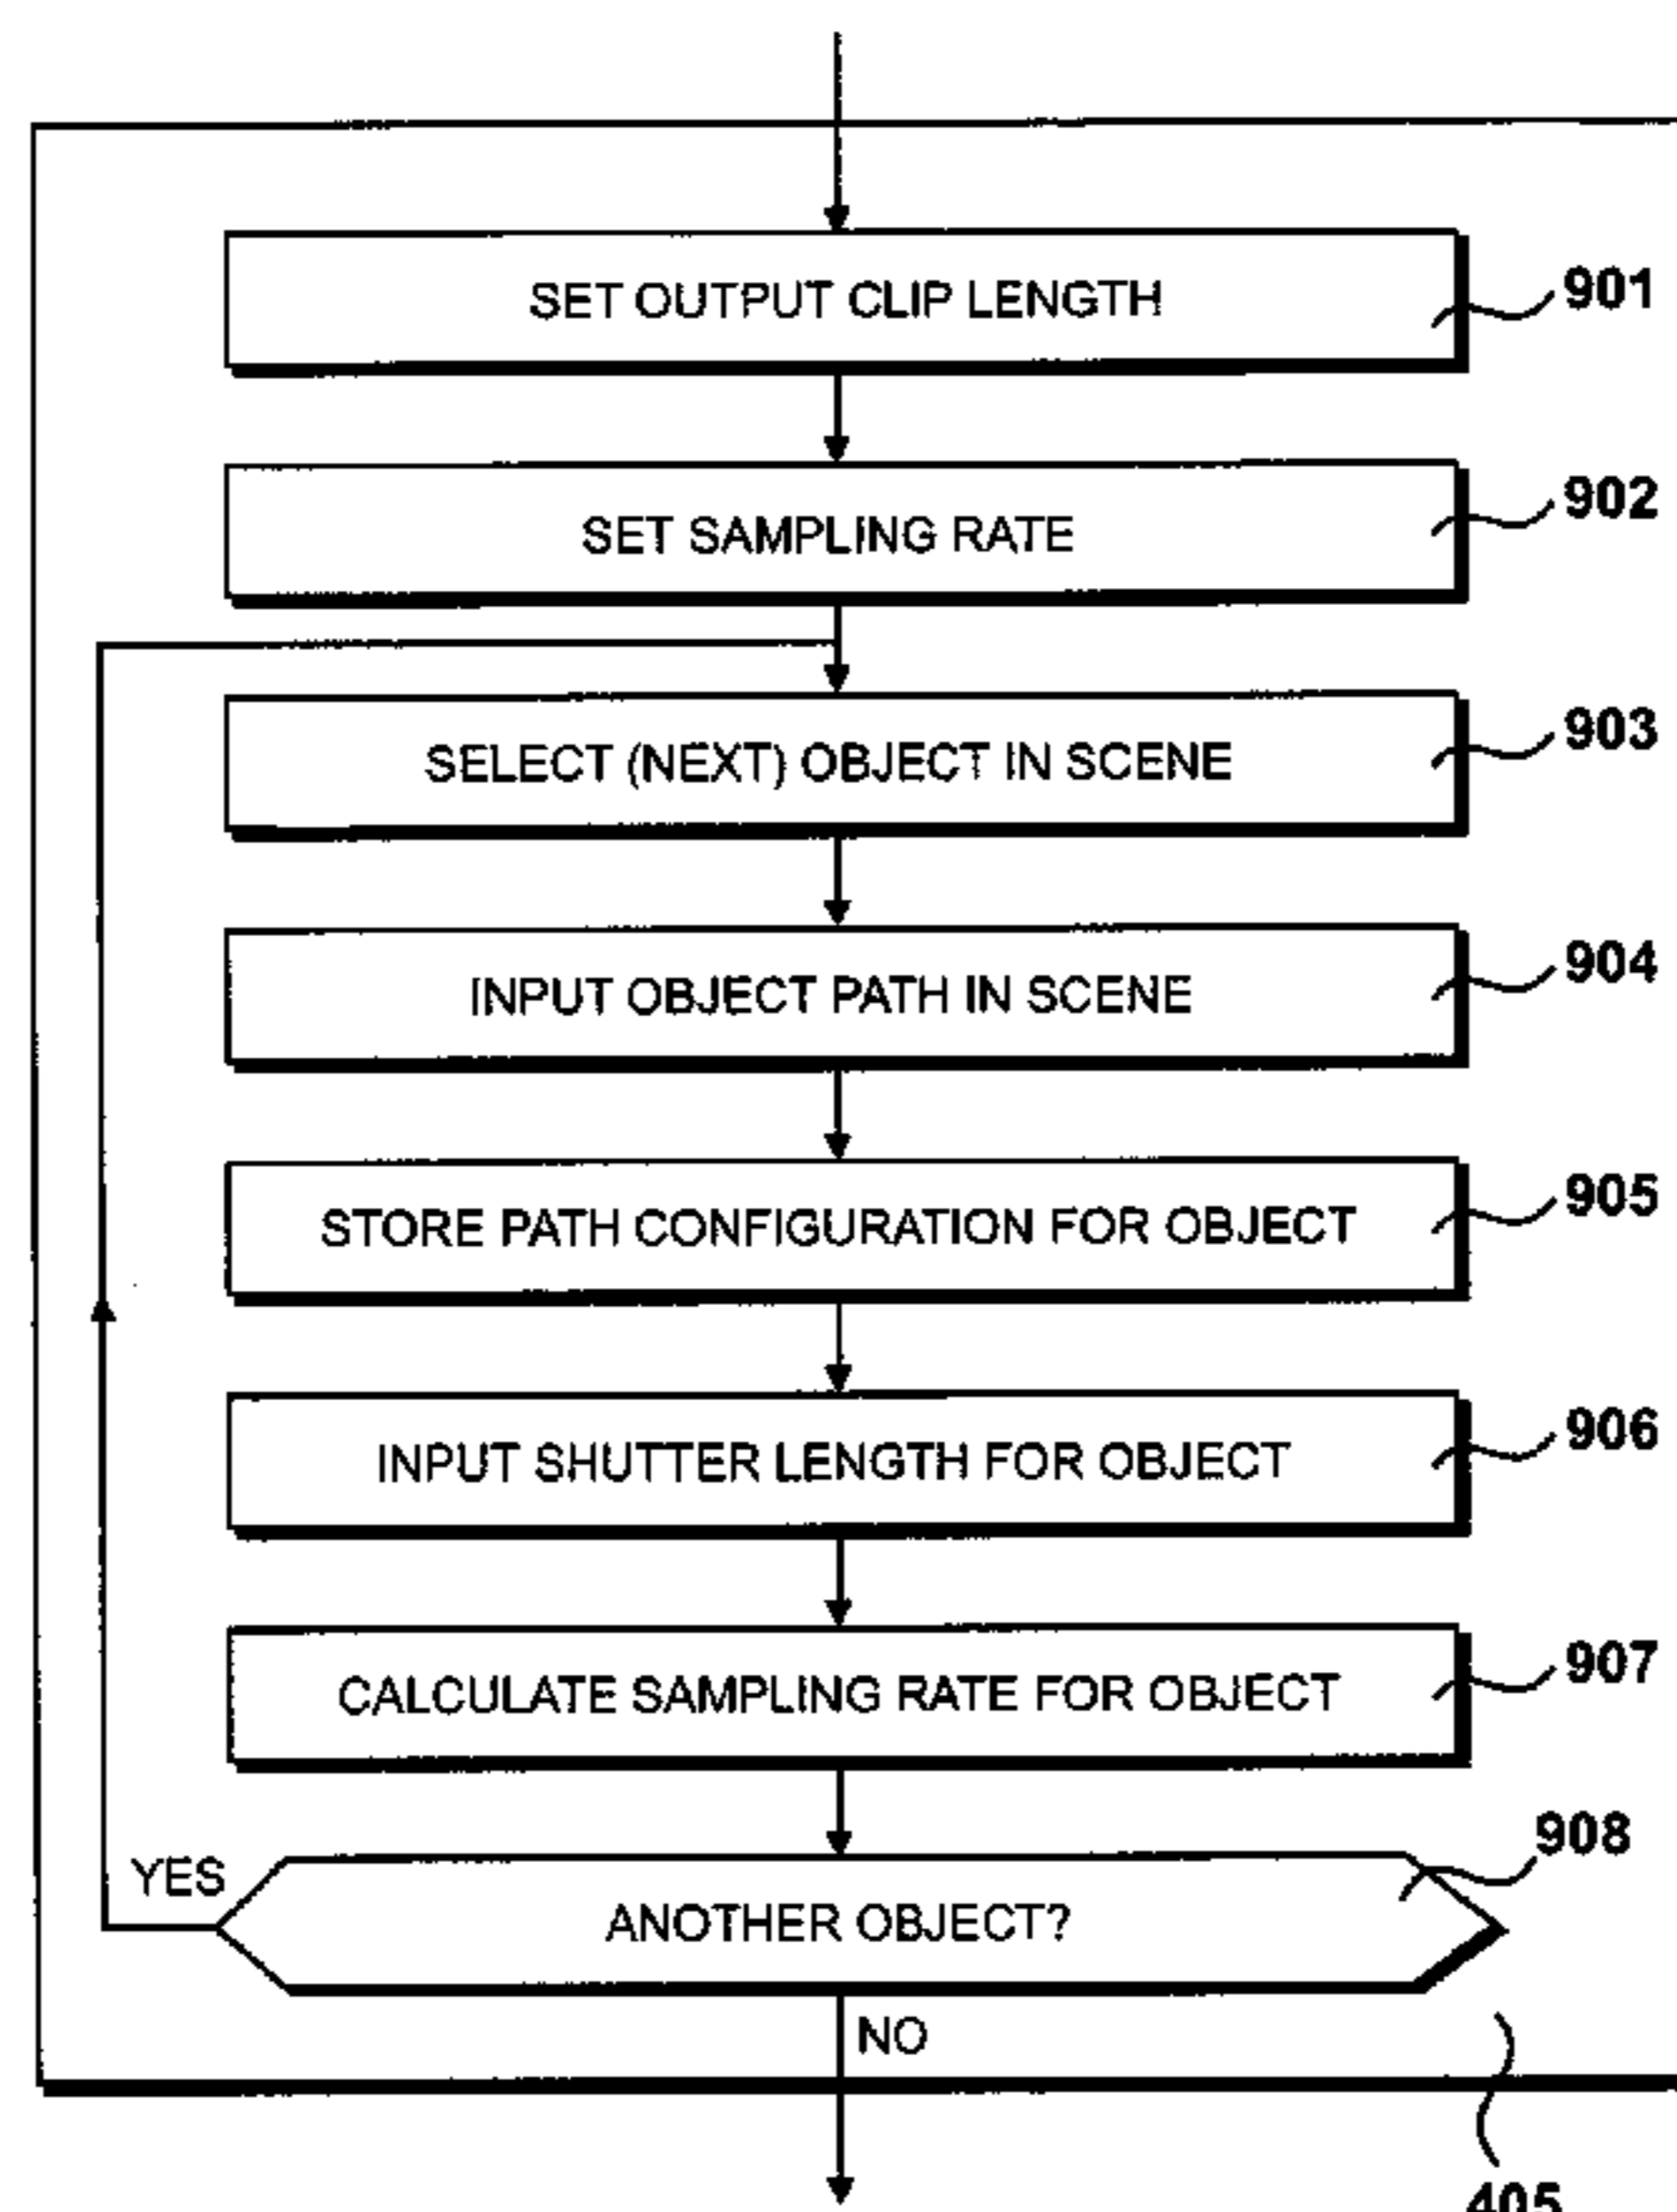 SET OUTPUT CLIP LENGTH
901
SET SAMPLING RATE
902
SELECT (NEXT) OBJECT IN SCENE
903
INPUT OBJECT PATH IN SCENE
904
STORE PATH CONFIGURATION FOR OBJECT
905
INPUT SHUTTER LENGTH FOR OBJECT
906
CALCULATE SAMPLING RATE FOR OBJECT
907
908
YES
ANOTHER OBJECT?
NO
405